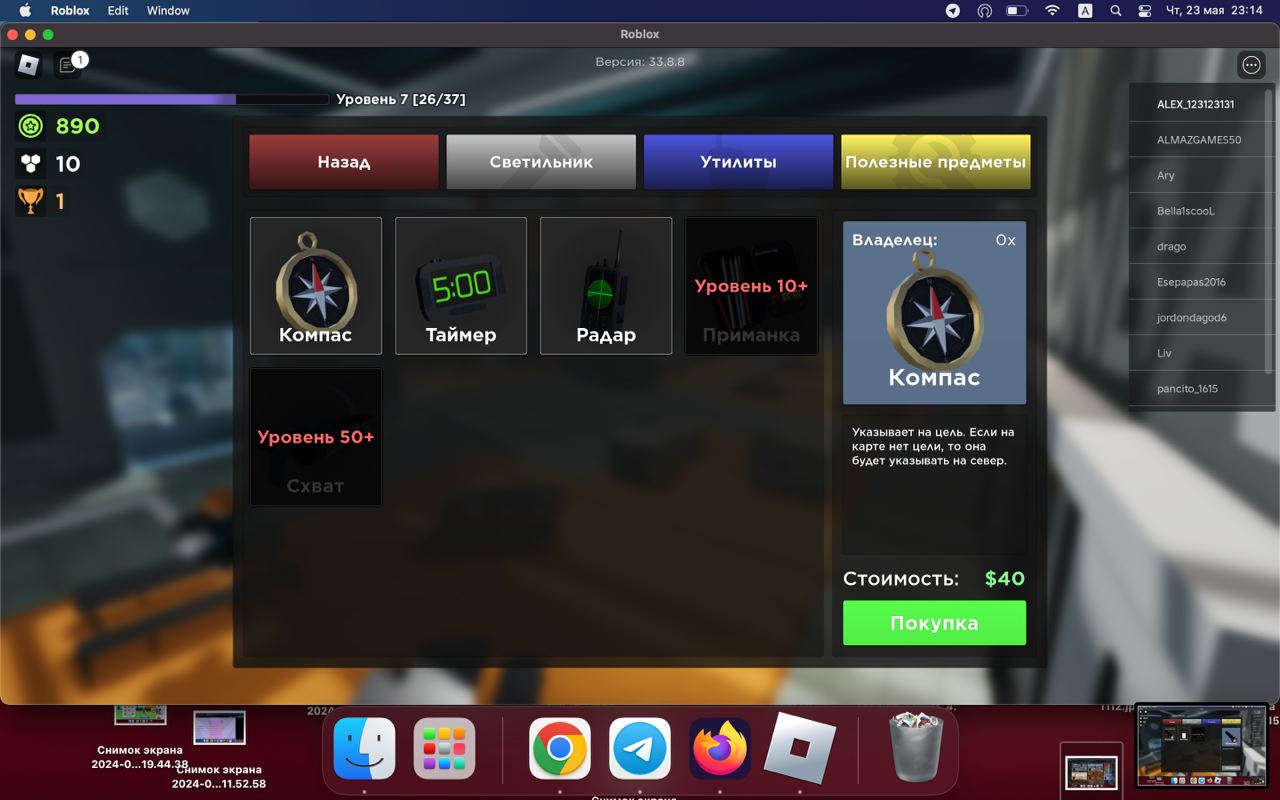 Roblox Edit Window
A
Чт, 23 мая 23:14
Roblox
1
Версия: 33.8.8
Уровень 7 [26/37]
890
10
1
Назад
Светильник
Утилиты
Полезные предметы
Компас
5:00
Таймер
Радар
Уровень 10+
Приманка
Уровень 50+
Схват
Владелец: 0x
Компас
Указывает на цель. Если на
карте нет цели, то она
будет указывать на север.
Стоимость: $40
Покупка
ALEX_123123131
ALMAZGAMES50
Ary
Bella1scooL
drago
Esepapas2016
jordondagod6
Liv
pancito_1615
Снимок экрана
2024-0...19.44.38
Снимок экрана
2024-0...11.52.58